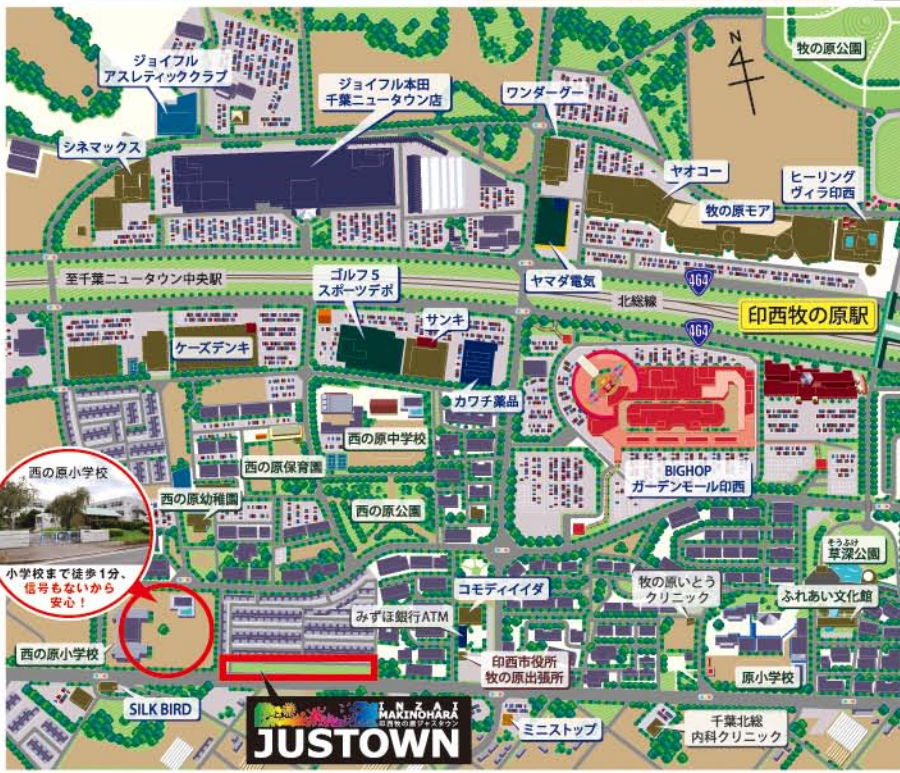 牧の原公園
N
ジョイフル
アスレティッククラブ
ジョイフル本田
千葉ニュータウン店
ワンダーグー
シネマックス
ヤオコー
ヒーリング
ヴィラ印西
牧の原モア
至千葉ニュータウン中央駅
ゴルフ5
スポーツデポ
ヤマダ電気
464
北総線
印西牧の原駅
464
サンキ
ケーズデンキ
カワチ薬品
西の原中学校
西の原保育園
BIGHOP
ガーデンモール印西
西の原小学校
西の原幼稚園
西の原公園
そうふけ
草深公園
小学校まで徒歩1分、
信号もないから
安心！
コモディイイダ
牧の原いとう
クリニック
ふれあい文化館
みずほ銀行ATM
西の原小学校
印西市役所
牧の原出張所
原小学校
SILK BIRD
INZAI
MAKINOHARA
印西牧の原ジャスタウン
JUSTOWN
ミニストップ
千葉北総
内科クリニック